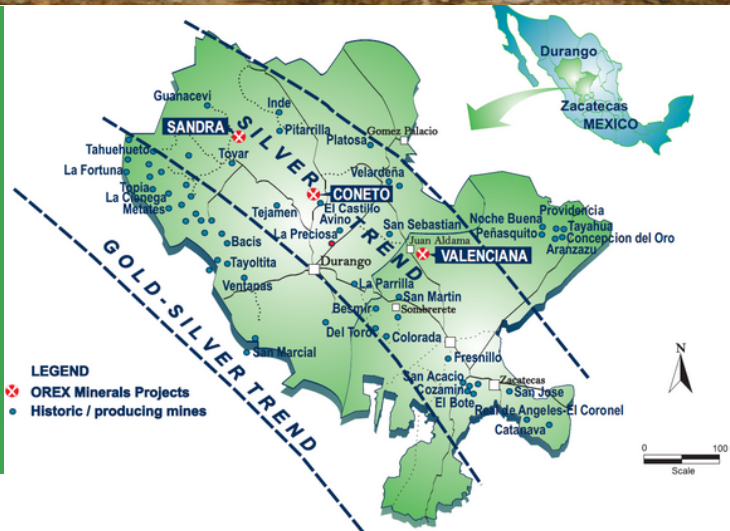 Durango
Zacatecas
MEXICO
Guanacevi
Inde
SANDRA
Pitarrilla
Platosa
Gomez Palacio
Tahuehueto
Tovar
La Fortuna
Velardeña
Topia
La Cienega
Metates
CONETO
El Castillo
Tejamen
Avino
San Sebastian
La Preciosa
Juan Aldama
VALENCIANA
Noche Buena
Providencia
Peñasquito
Tayahua
Concepcion del Oro
Aranzazu
Bacis
Tayoltita
Durango
Ventanas
La Parrilla
San Martin
Besmir
Sombrerete
Del Toro
Colorada
San Marcial
Fresnillo
San Acacio
Zacatecas
Cozamin
San Jose
El Bote
Real de Angeles-El Coronel
Catanava
SILVER TREND
GOLD-SILVER TREND
LEGEND
OREX Minerals Projects
Historic / producing mines
N
0 100
Scale